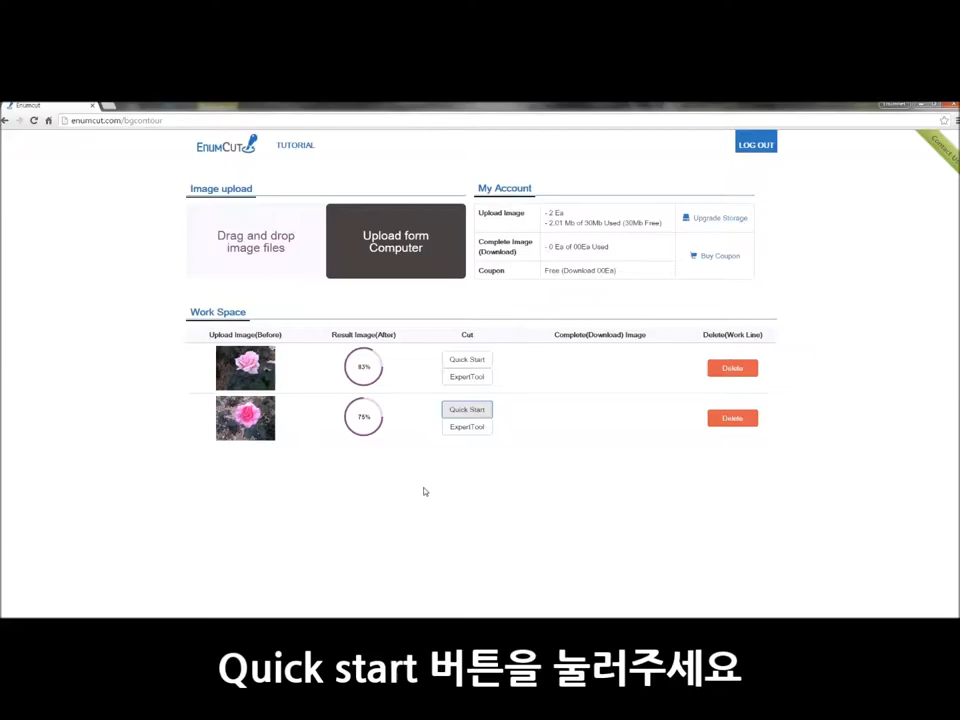 Enumcut
enumcut.com/bgcontour
ENUMCUT TUTORIAL LOG OUT
Contact Us
Image upload
My Account
Drag and drop
image files
Upload form
Computer
Upload Image
- 2 Ea
- 2,01 Mb of 30Mb Used (30Mb Free)
Upgrade Storage
Complete Image
(Download)
- 0 Ea of 00Ea Used
Buy Coupon
Coupon
Free (Download 00Ea)
Work Space
Upload Image(Before) Result Image(After) Cut Complete(Download) Image Delete(Work Line)
83%
Quick Start
ExpertTool
Delete
75%
Quick Start
ExpertTool
Delete
Quick start 버튼을 눌러주세요